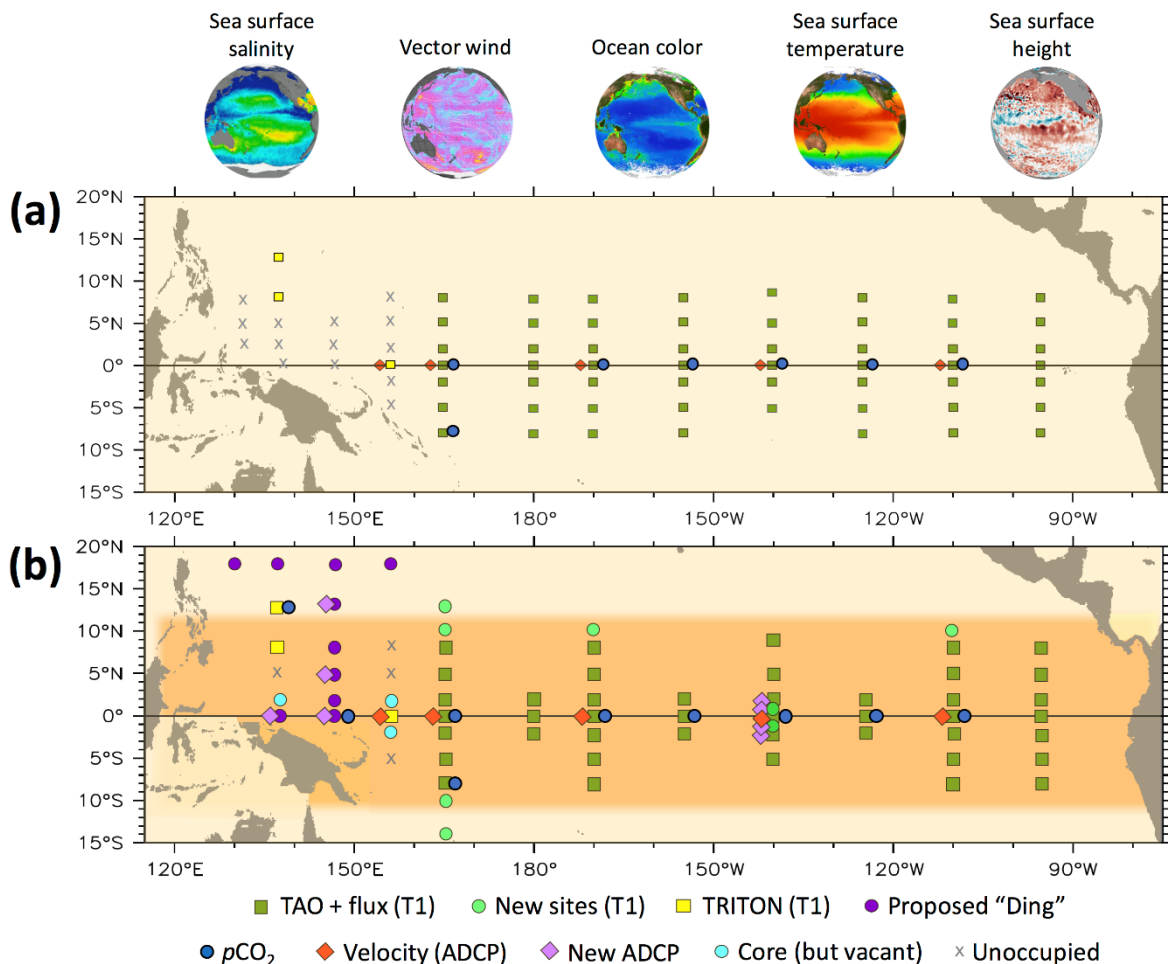 Sea surface salinity
Vector wind
Ocean color
Sea surface temperature
Sea surface height
(a)
20°N
15°N
10°N
5°N
0°
5°S
10°S
15°S
120°E 150°E 180° 150°W 120°W 90°W
(b)
20°N
15°N
10°N
5°N
0°
5°S
10°S
15°S
120°E 150°E 180° 150°W 120°W 90°W
TAO + flux (T1) New sites (T1) TRITON (T1) Proposed “Ding”
pCO₂ Velocity (ADCP) New ADCP Core (but vacant) x Unoccupied